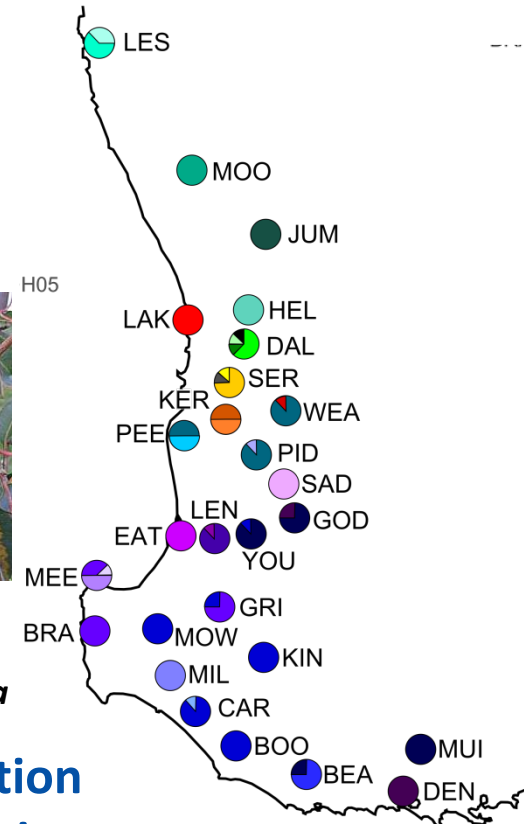 LES
MOO
JUM
H05
HEL
LAK
DAL
SER
KER
WEA
PEE
PID
SAD
LEN
GOD
EAT
YOU
MEE
GRI
BRA
MOW
KIN
MIL
a
CAR
BOO
MUI
BEA
tion
DEN